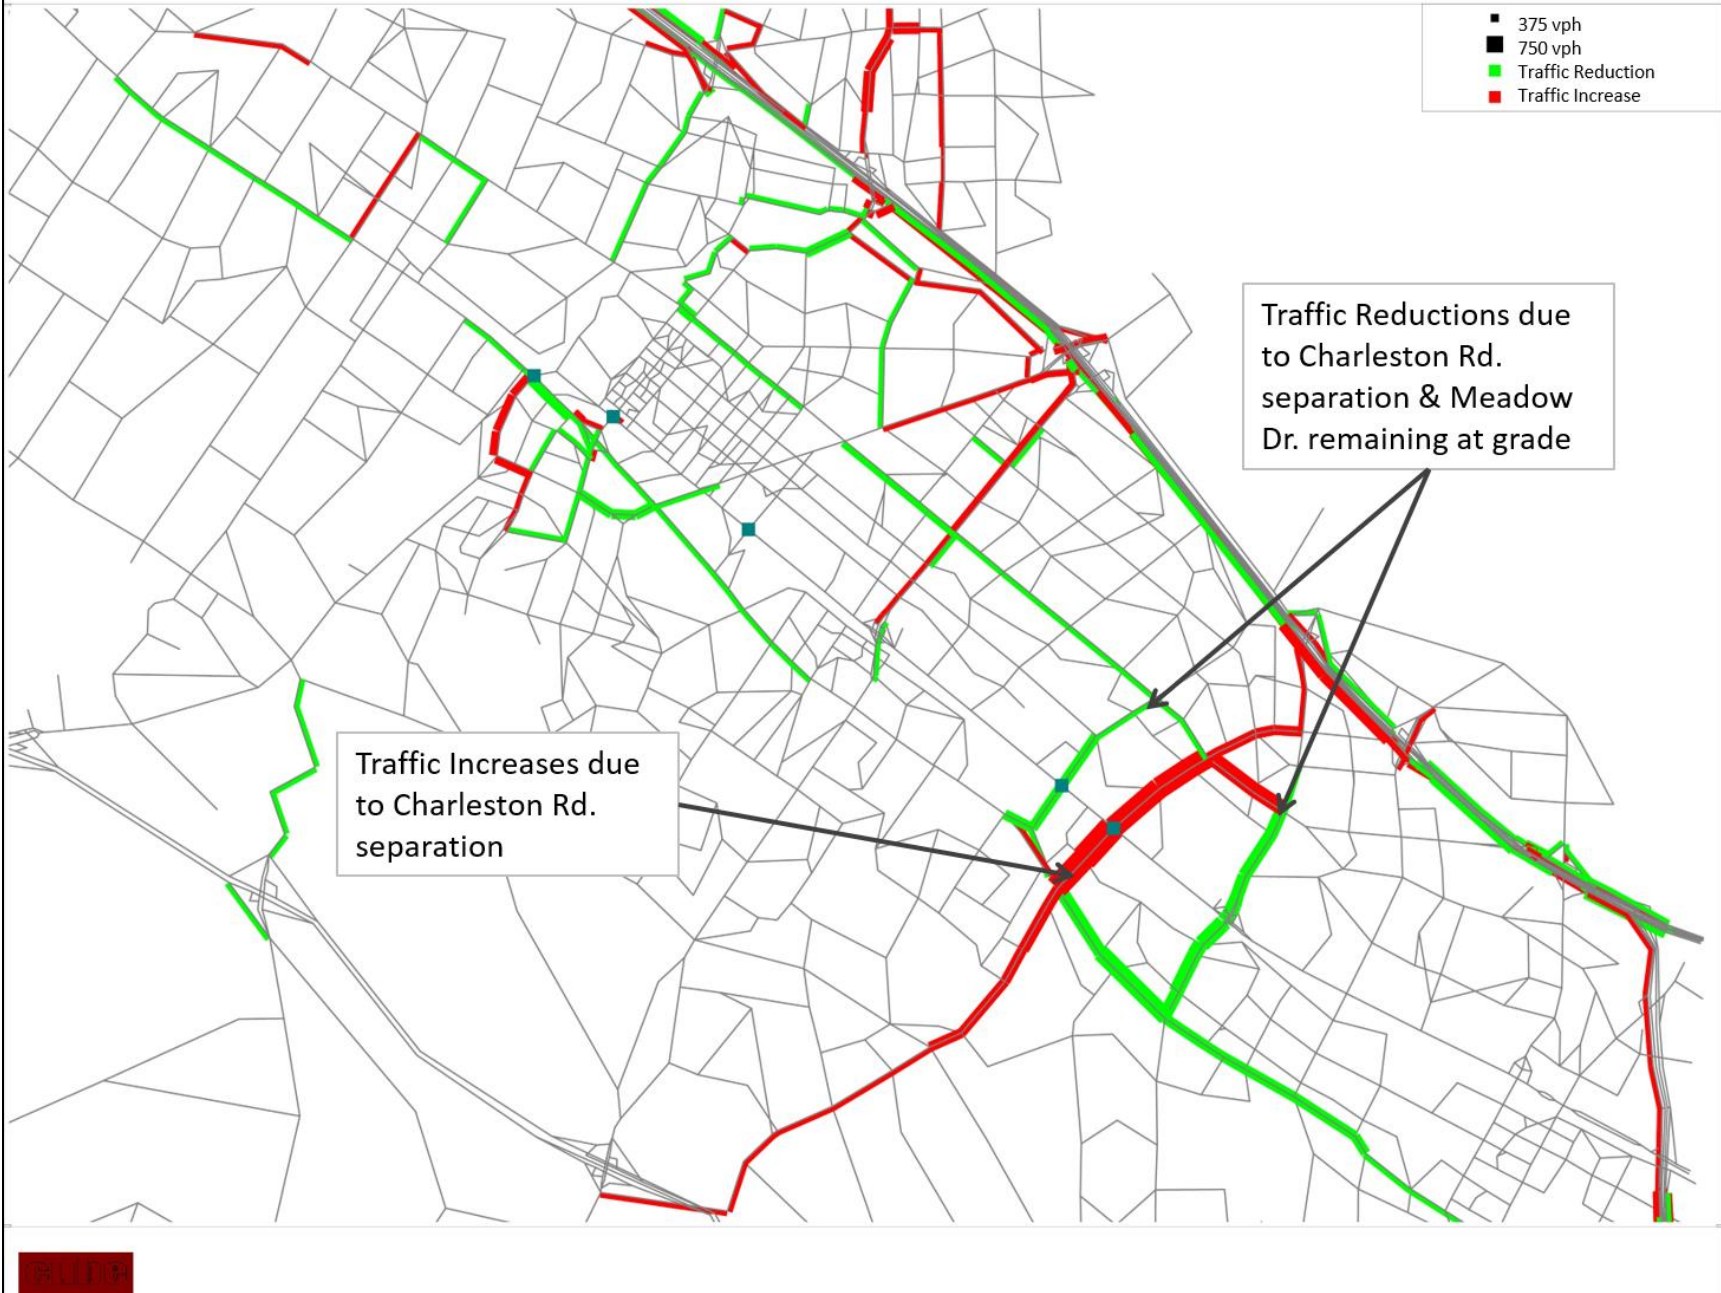 375 vph
750 vph
Traffic Reduction
Traffic Increase
Traffic Reductions due
to Charleston Rd.
separation & Meadow
Dr. remaining at grade
Traffic Increases due
to Charleston Rd.
separation